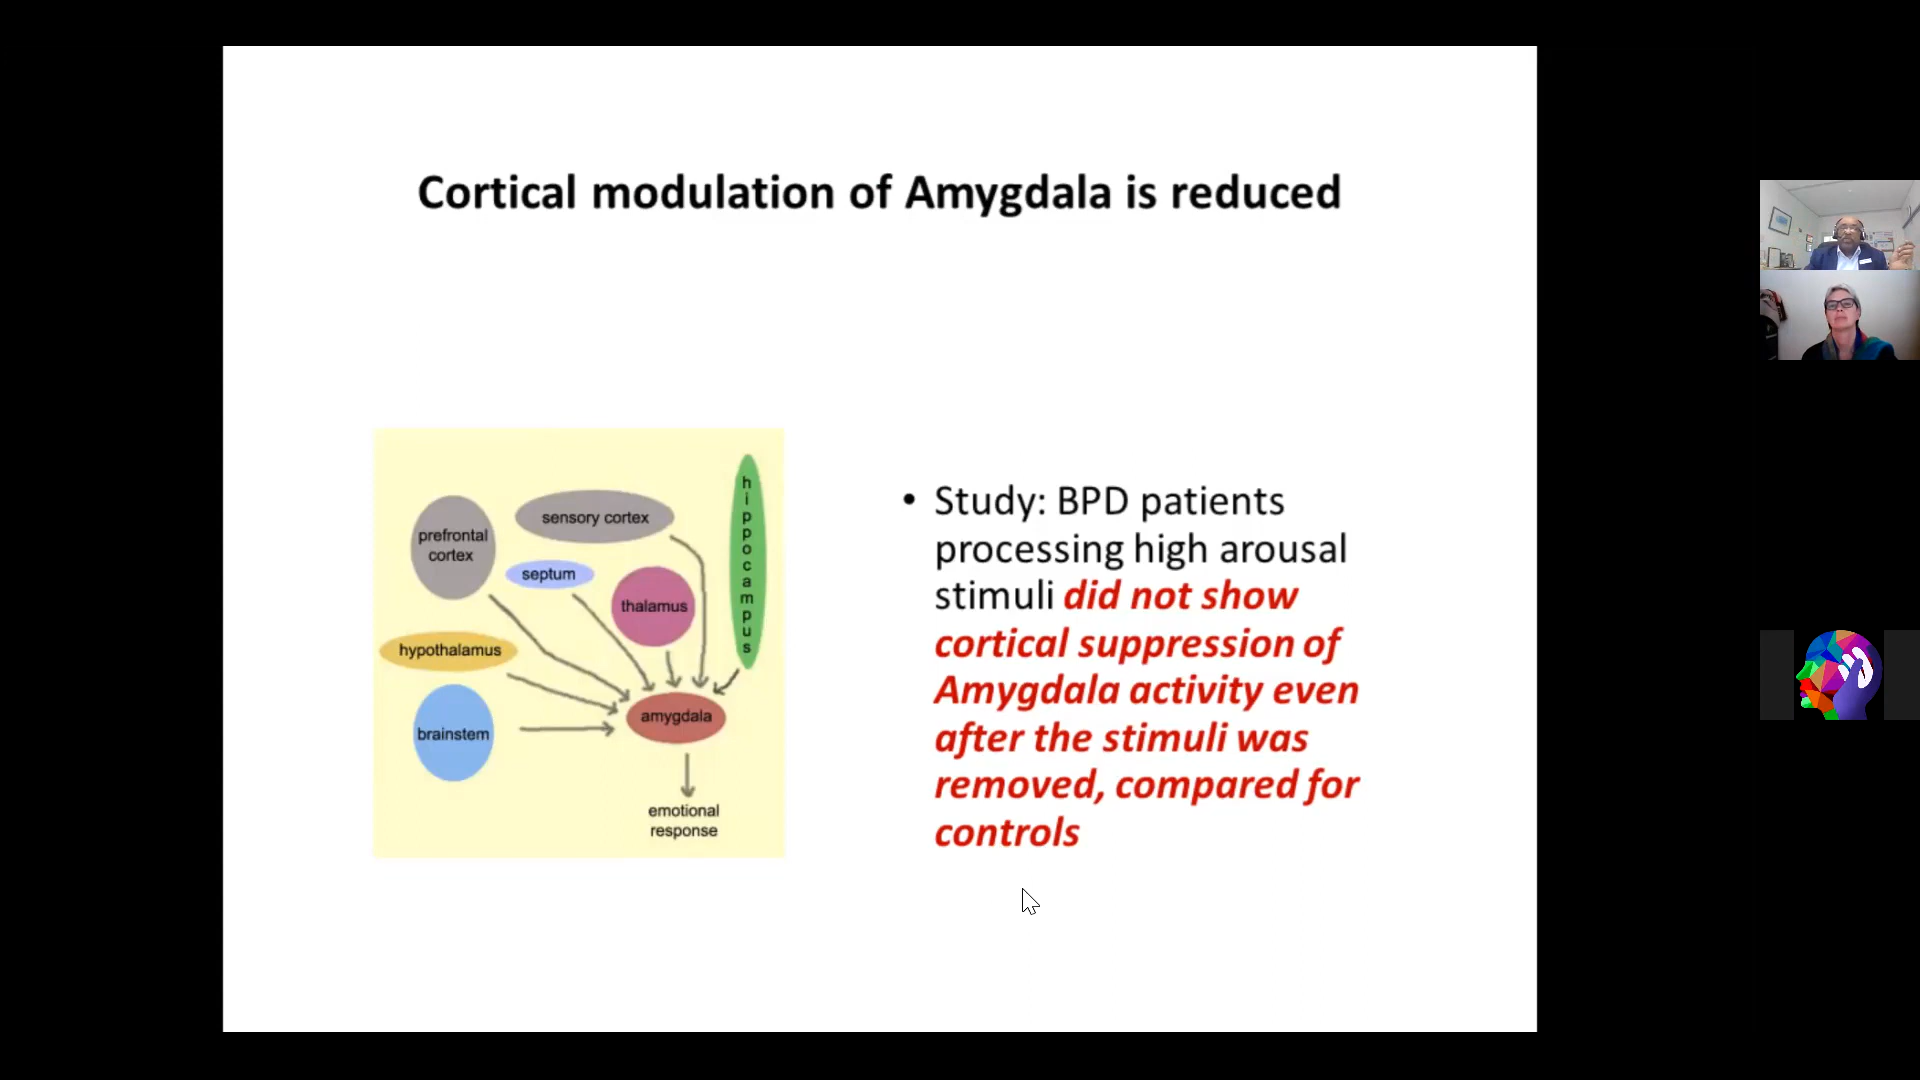 Cortical modulation of Amygdala is reduced
prefrontal
cortex
sensory cortex
septum
thalamus
hippocampus
hypothalamus
brainstem
amygdala
emotional
response
• Study: BPD patients
processing high arousal
stimuli did not show
cortical suppression of
Amygdala activity even
after the stimuli was
removed, compared for
controls